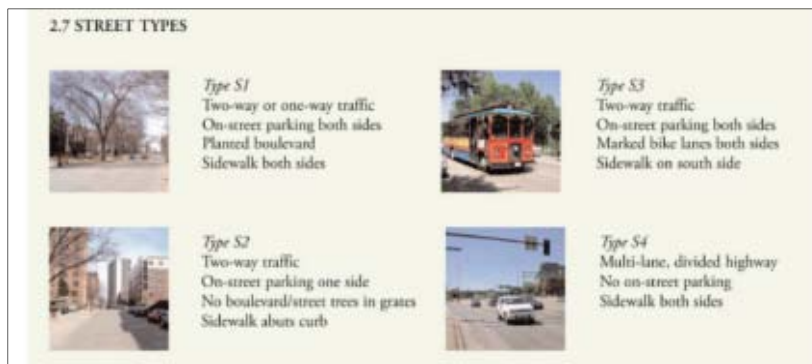 2.7 STREET TYPES
Type S1
Two-way or one-way traffic
On-street parking both sides
Planted boulevard
Sidewalk both sides
Type S3
Two-way traffic
On-street parking both sides
Marked bike lanes both sides
Sidewalk on south side
Type S2
Two-way traffic
On-street parking one side
No boulevard/street trees in grates
Sidewalk abuts curb
Type S4
Multi-lane, divided highway
No on-street parking
Sidewalk both sides